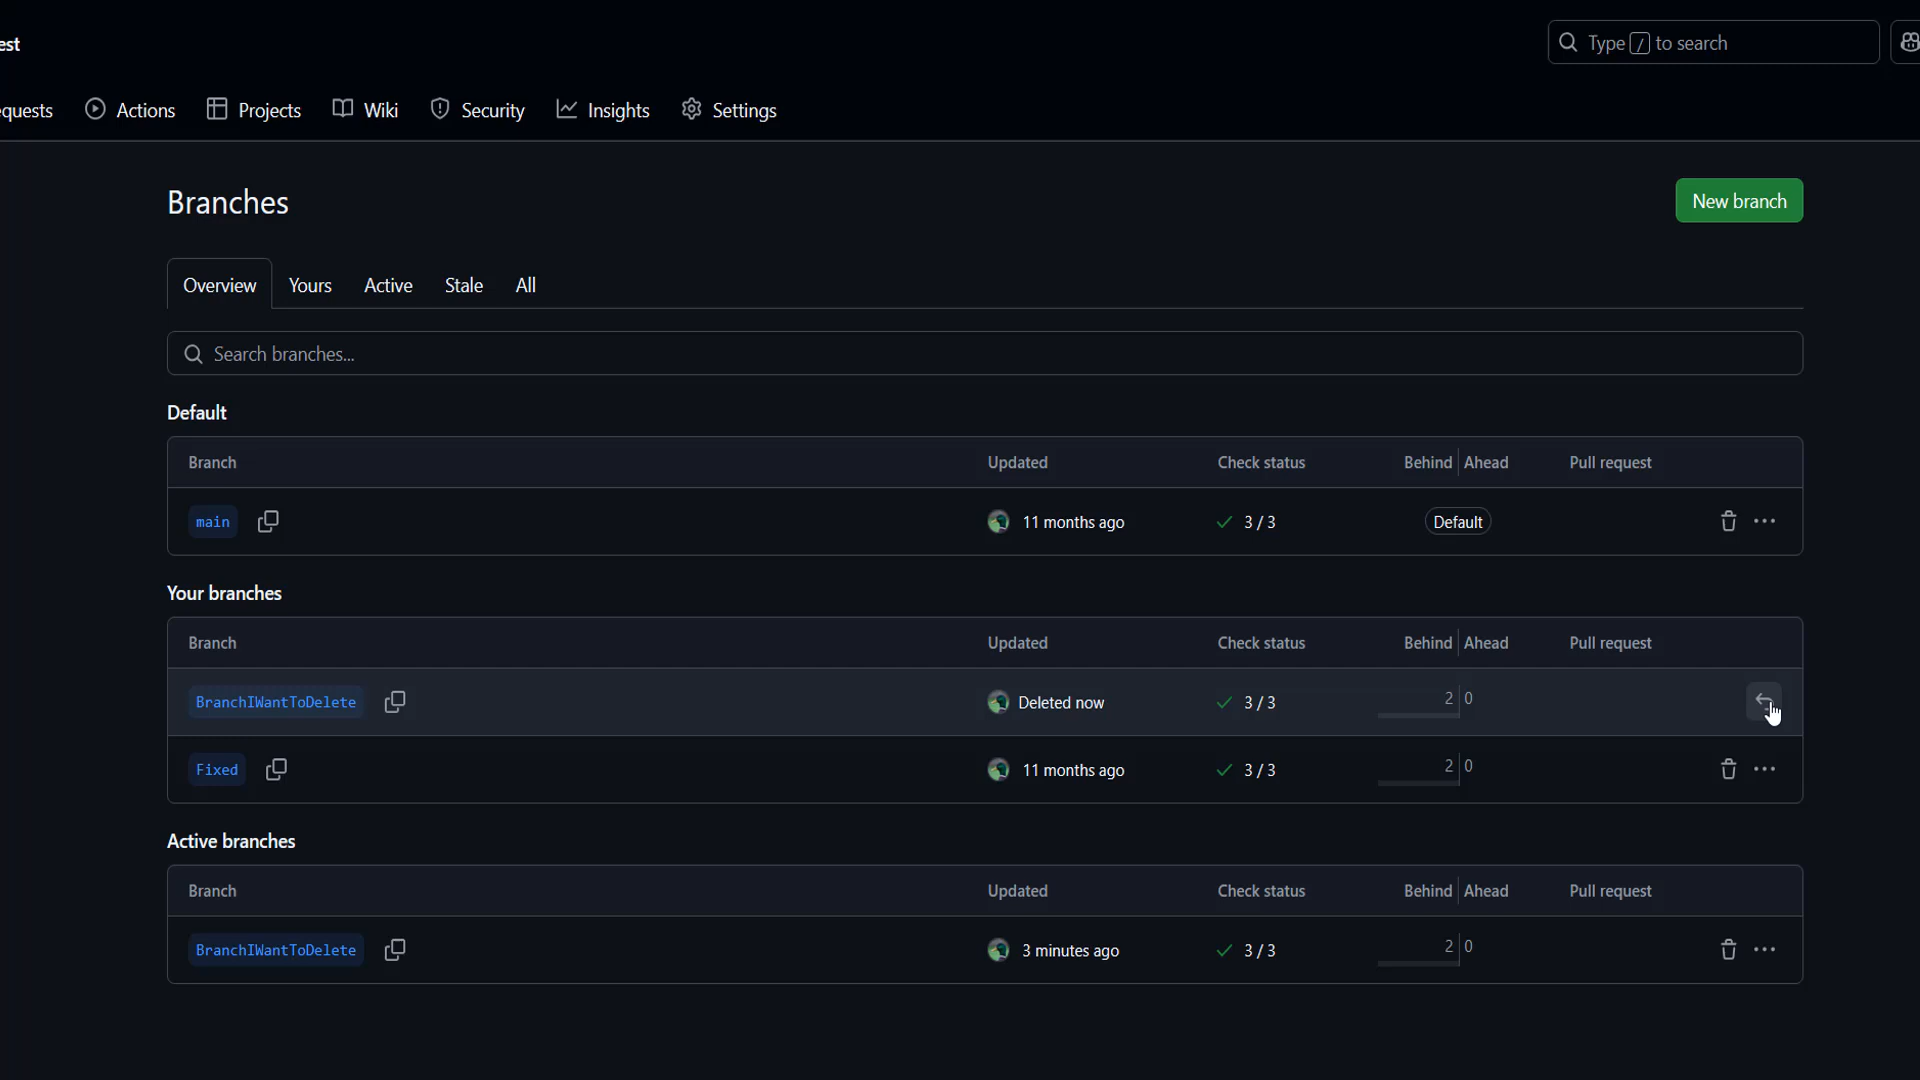 est
Type / to search
quests Actions Projects Wiki Security Insights Settings
Branches
New branch
Overview Yours Active Stale All
Search branches...
Default
Branch Updated Check status Behind Ahead Pull request
main 11 months ago 3 / 3 Default
Your branches
Branch Updated Check status Behind Ahead Pull request
BranchIWantToDelete Deleted now 3 / 3 2 0
Fixed 11 months ago 3 / 3 2 0
Active branches
Branch Updated Check status Behind Ahead Pull request
BranchIWantToDelete 3 minutes ago 3 / 3 2 0